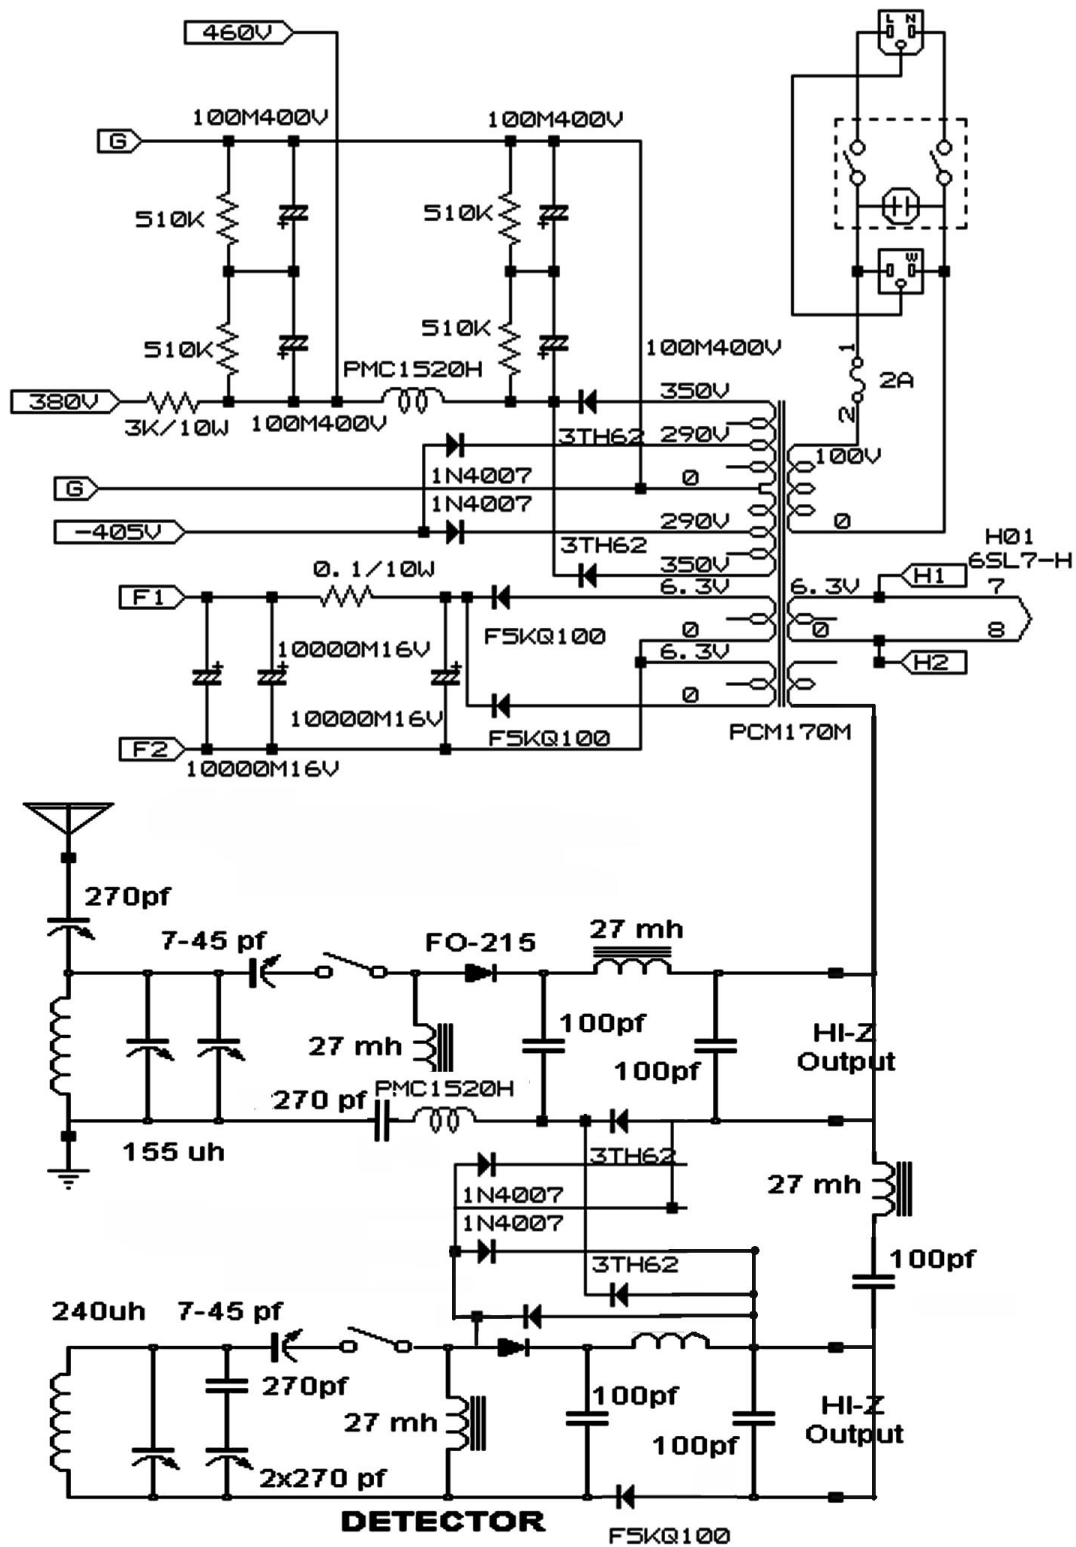 460V
L N
100M400V
100M400V
G
510K
510K
W
510K
510K
100M400V
PMC1520H
1
2A
380V
350V
3K/10W
100M400V
2
3TH62
290V
100V
1N4007
G
0
1N4007
-405V
290V
0
H01
3TH62
6SL7-H
350V
0.1/10W
6.3V
6.3V
H1
7
F1
F5KQ100
0
0
8
10000M16V
6.3V
H2
0
10000M16V
F5KQ100
PCM170M
F2
10000M16V
270pf
7-45 pf
FO-215
27 mh
100pf
HI-Z
Output
27 mh
100pf
PMC1520H
270 pf
155 uh
3TH62
27 mh
1N4007
1N4007
3TH62
100pf
240uh
7-45 pf
270pf
100pf
HI-Z
Output
27 mh
100pf
2x270 pf
DETECTOR
F5KQ100